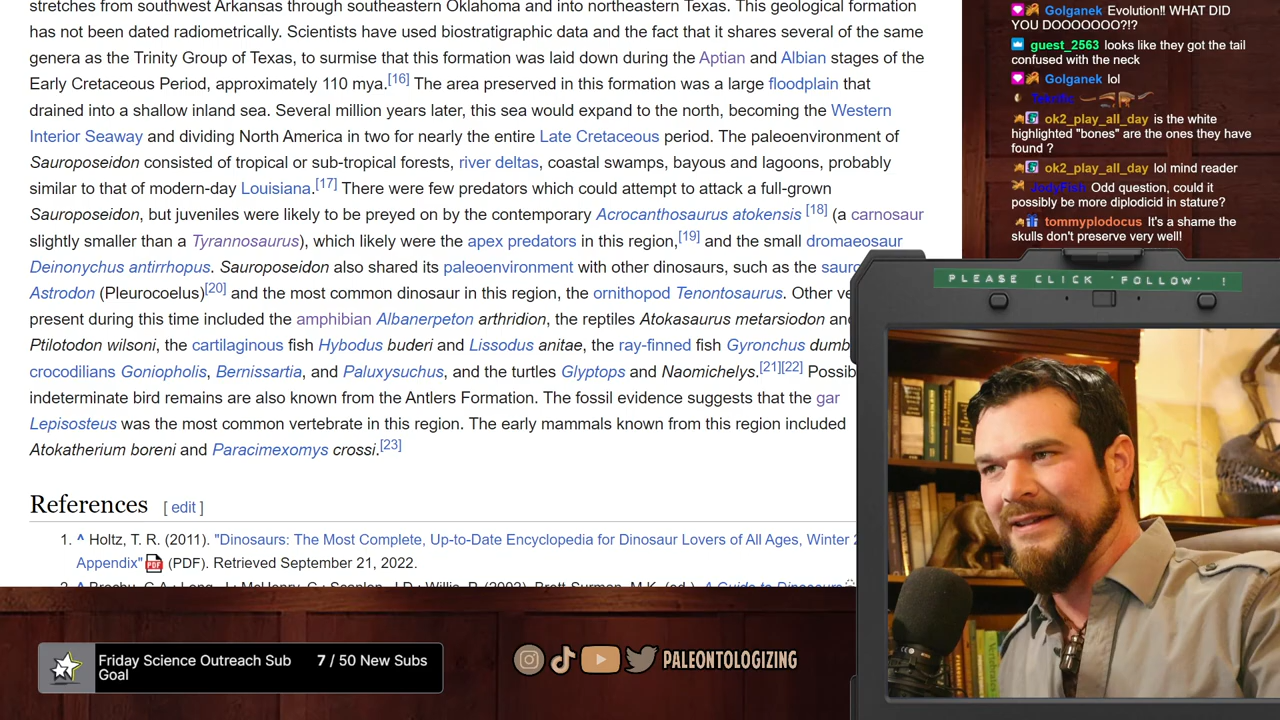 stretches from southwest Arkansas through southeastern Oklahoma and into northeastern Texas. This geological formation
has not been dated radiometrically. Scientists have used biostratigraphic data and the fact that it shares several of the same
genera as the Trinity Group of Texas, to surmise that this formation was laid down during the Aptian and Albian stages of the
Early Cretaceous Period, approximately 110 mya.[16] The area preserved in this formation was a large floodplain that
drained into a shallow inland sea. Several million years later, this sea would expand to the north, becoming the Western
Interior Seaway and dividing North America in two for nearly the entire Late Cretaceous period. The paleoenvironment of
Sauroposeidon consisted of tropical or sub-tropical forests, river deltas, coastal swamps, bayous and lagoons, probably
similar to that of modern-day Louisiana.[17] There were few predators which could attempt to attack a full-grown
Sauroposeidon, but juveniles were likely to be preyed on by the contemporary Acrocanthosaurus atokensis [18] (a carnosaur
slightly smaller than a Tyrannosaurus), which likely were the apex predators in this region,[19] and the small dromaeosaur
Deinonychus antirrhopus. Sauroposeidon also shared its paleoenvironment with other dinosaurs, such as the sauro
Astrodon (Pleurocoelus)[20] and the most common dinosaur in this region, the ornithopod Tenontosaurus. Other ve
present during this time included the amphibian Albanerpeton arthridion, the reptiles Atokasaurus metarsiodon and
Ptilotodon wilsoni, the cartilaginous fish Hybodus buderi and Lissodus anitae, the ray-finned fish Gyronchus dumb
crocodilians Goniopholis, Bernissartia, and Paluxysuchus, and the turtles Glyptops and Naomichelys.[21][22] Possib
indeterminate bird remains are also known from the Antlers Formation. The fossil evidence suggests that the gar
Lepisosteus was the most common vertebrate in this region. The early mammals known from this region included
Atokatherium boreni and Paracimexomys crossi.[23]
References [ edit ]
1. ^ Holtz, T. R. (2011). "Dinosaurs: The Most Complete, Up-to-Date Encyclopedia for Dinosaur Lovers of All Ages, Winter 2
Appendix" (PDF). Retrieved September 21, 2022.
Golganek Evolution!! WHAT DID
YOU DOOOOOOO?!?
guest_2563 looks like they got the tail
confused with the neck
Golganek lol
ok2_play_all_day is the white
highlighted "bones" are the ones they have
found ?
ok2_play_all_day lol mind reader
JodyFish Odd question, could it
possibly be more diplodicid in stature?
tommyplodocus It's a shame the
skulls don't preserve very well!
PLEASE CLICK 'FOLLOW' !
Friday Science Outreach Sub 7 / 50 New Subs
Goal
PALEONTOLOGIZING